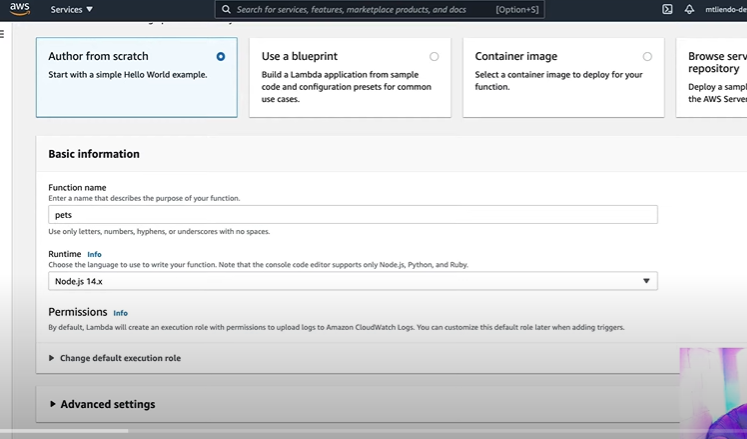 aws
Services ▼
Search for services, features, marketplace products, and docs
[Option+S]
mtliendo-de
Author from scratch
Start with a simple Hello World example.
Use a blueprint
Build a Lambda application from sample
code and configuration presets for common
use cases.
Container image
Select a container image to deploy for your
function.
Browse serv
repository
Deploy a sampl
the AWS Server
Basic information
Function name
Enter a name that describes the purpose of your function.
pets
Use only letters, numbers, hyphens, or underscores with no spaces.
Runtime Info
Choose the language to use to write your function. Note that the console code editor supports only Node.js, Python, and Ruby.
Node.js 14.x
Permissions Info
By default, Lambda will create an execution role with permissions to upload logs to Amazon CloudWatch Logs. You can customize this default role later when adding triggers.
Change default execution role
Advanced settings